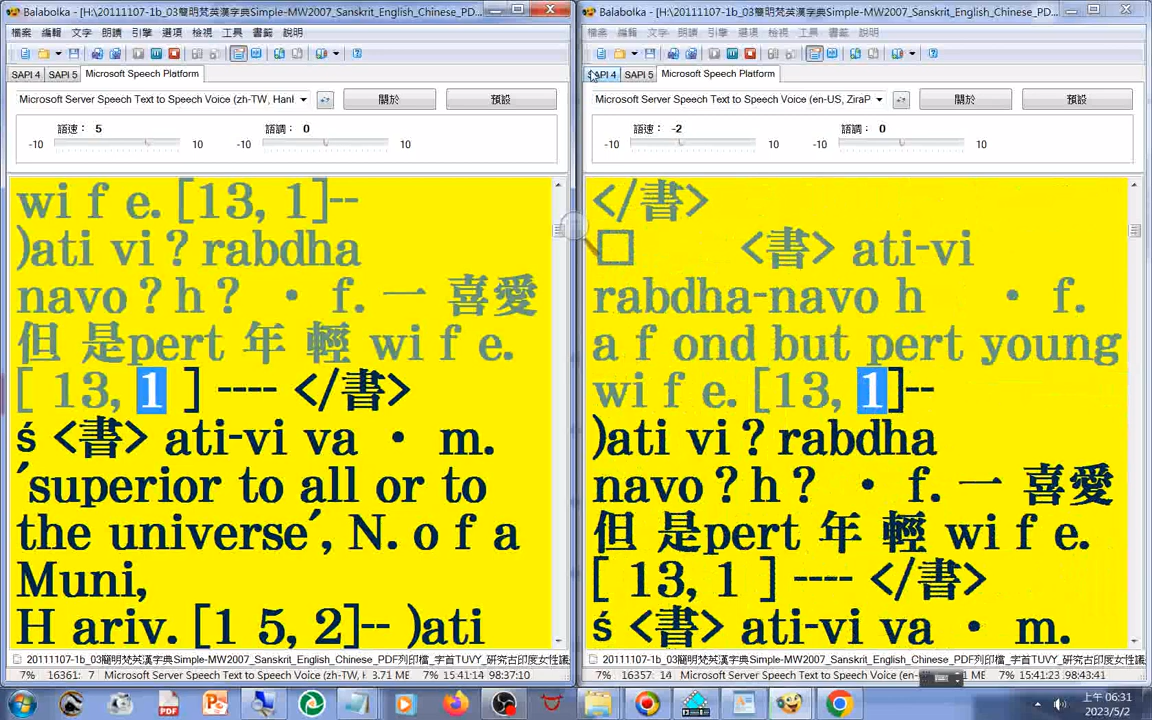 Balabolka - [H:\20111107-1b_03簡明梵英漢字典Simple-MW2007_Sanskrit_English_Chinese_PD...
檔案 編輯 文字 朗讀 引擎 選項 檢視 工具 書籤 說明
SAPI 4 SAPI 5 Microsoft Speech Platform
Microsoft Server Speech Text to Speech Voice (zh-TW, HanI
關於 預設
語速： 5 語調： 0
-10 10 -10 10
wi f e. [13, 1]--
)ati vi？rabdha
navo？h？ • f. 一 喜愛
但 是pert 年 輕 wi f e.
[ 13, 1 ] ---- </書>
ś <書> ati-vi va • m.
´superior to all or to
the universe´, N. o f a
Muni,
H ariv. [1 5, 2]-- )ati
20111107-1b_03簡明梵英漢字典Simple-MW2007_Sanskrit_English_Chinese_PDF列印檔_字首TUVY_研究古印度女性議
7% 16361: 7 Microsoft Server Speech Text to Speech Voice (zh-TW, H 3.71 ME 15:41:14 98:37:10
Balabolka - [H:\20111107-1b_03簡明梵英漢字典Simple-MW2007_Sanskrit_English_Chinese_PD...
檔案 編輯 文字 朗讀 引擎 選項 檢視 工具 書籤 說明
SAPI 4 SAPI 5 Microsoft Speech Platform
Microsoft Server Speech Text to Speech Voice (en-US, ZiraP
關於 預設
語速： -2 語調： 0
-10 10 -10 10
</書>
□ <書> ati-vi
rabdha-navo h • f.
a f ond but pert young
wi f e. [13, 1]--
)ati vi？rabdha
navo？h？ • f. 一 喜愛
但 是pert 年 輕 wi f e.
[ 13, 1 ] ---- </書>
ś <書> ati-vi va • m.
20111107-1b_03簡明梵英漢字典Simple-MW2007_Sanskrit_English_Chinese_PDF列印檔_字首TUVY_研究古印度女性議
7% 16357: 14 Microsoft Server Speech Text to Speech 7% 15:41:23 98:43:41
上午 06:31
2023/5/2